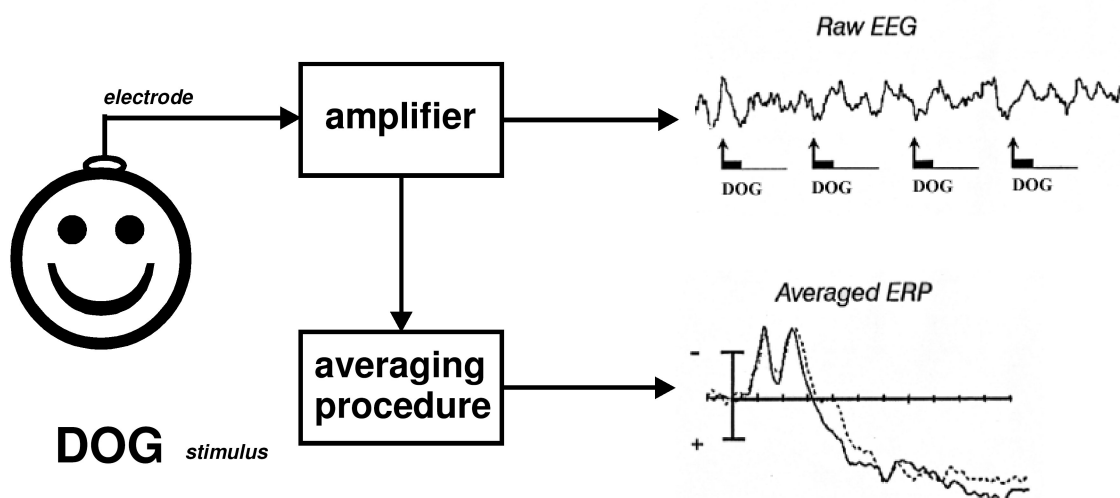 Raw EEG
electrode
amplifier
DOG DOG DOG DOG
Averaged ERP
-
+
averaging
procedure
DOG stimulus